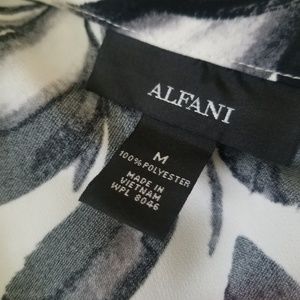 ALFANI
M
100% POLYESTER
MADE IN
VIETNAM
WPL 8046